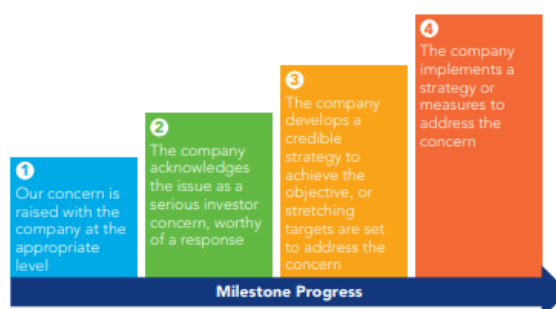 1
Our concern is
raised with the
company at the
appropriate
level
2
The company
acknowledges
the issue as a
serious investor
concern, worthy
of a response
3
The company
develops a
credible
strategy to
achieve the
objective, or
stretching
targets are set
to address the
concern
4
The company
implements a
strategy or
measures to
address the
concern
Milestone Progress